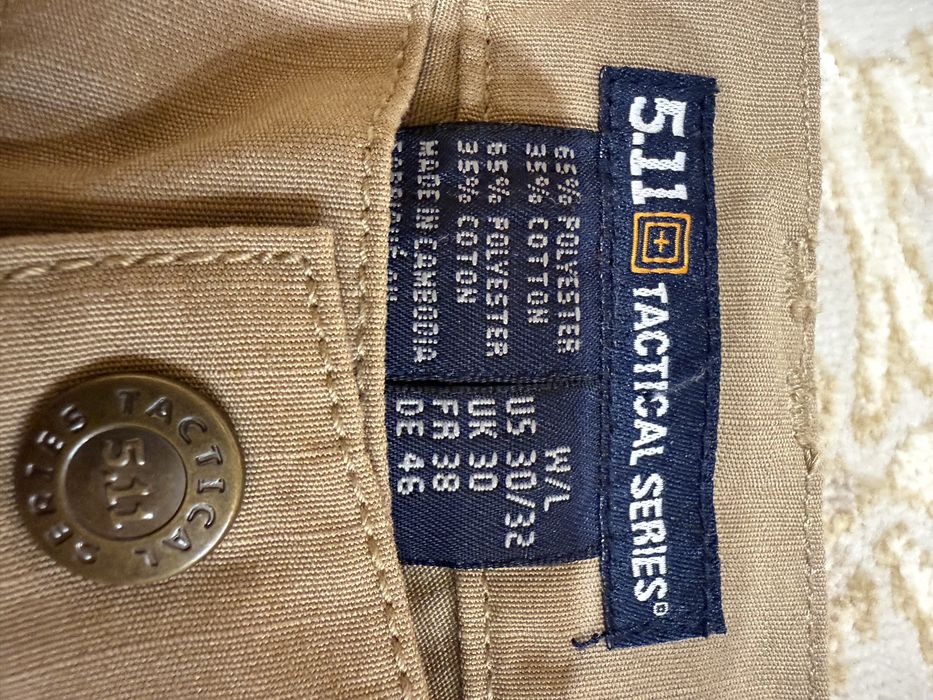 5.11 TACTICAL SERIES
65% POLYESTER
35% COTTON
65% POLYESTER
35% COTON
MADE IN CAMBODIA
W/L
US 30/32
UK 30
FR 38
DE 46
TACTICAL
5.11
SERIES